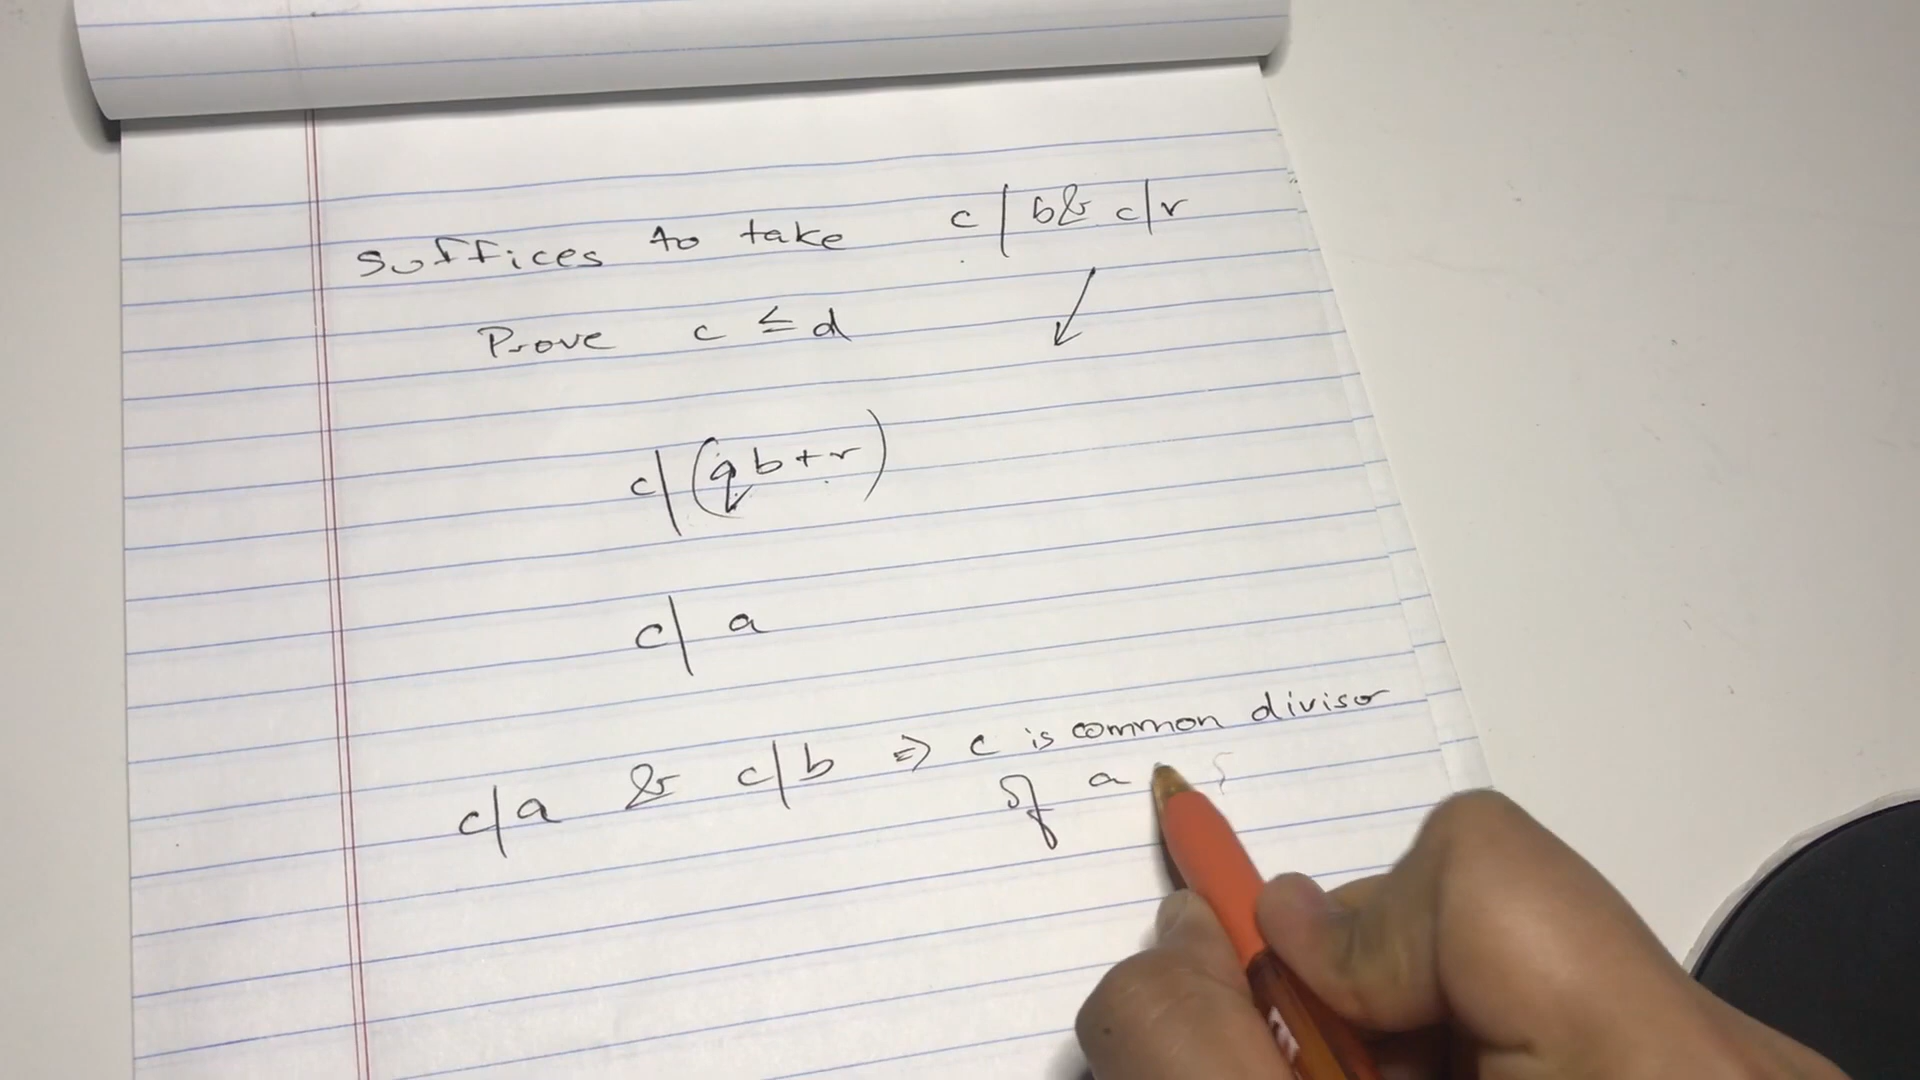 Suffices to take c | b & c|r
Prove c ≤ d
c|(qb+r)
c| a
c|a & c|b ⇒ c is common divisor
of a